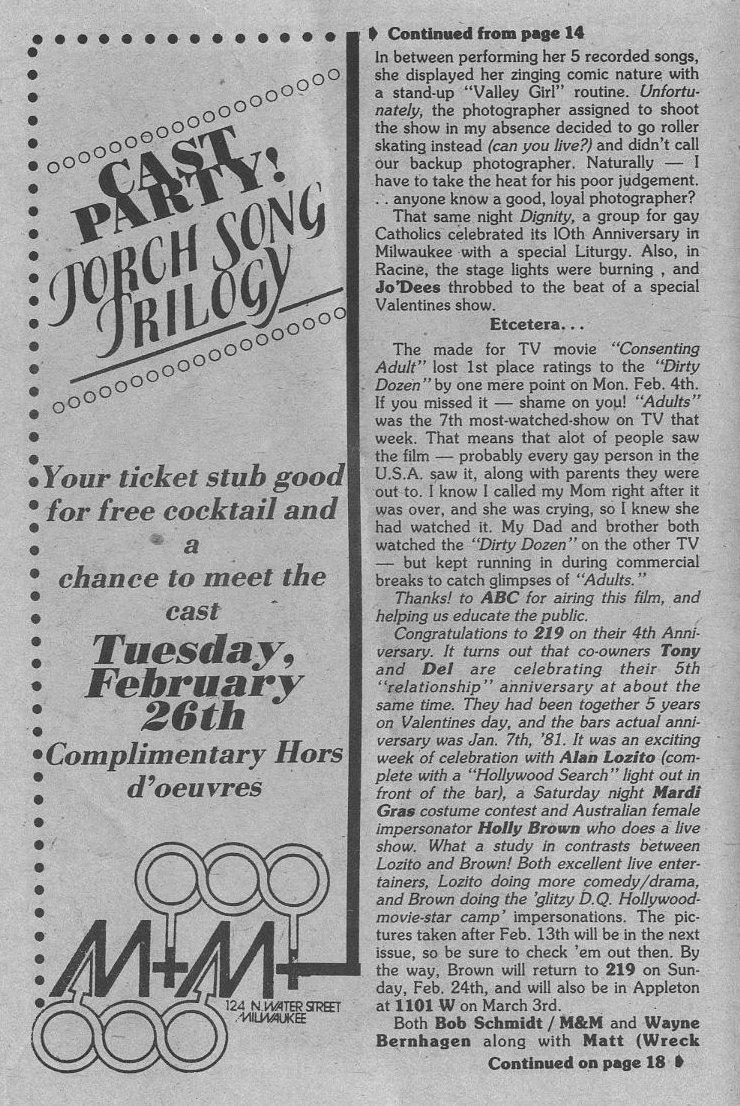 CAST
PARTY!
TORCH SONG
TRILOGY
Your ticket stub good
for free cocktail and
a
chance to meet the
cast
Tuesday,
February
26th
Complimentary Hors
d'oeuvres
M+M+
124 N. WATER STREET
MILWAUKEE
Continued from page 14
In between performing her 5 recorded songs,
she displayed her zinging comic nature with
a stand-up "Valley Girl" routine. Unfortu-
nately, the photographer assigned to shoot
the show in my absence decided to go roller
skating instead (can you live?) and didn't call
our backup photographer. Naturally — I
have to take the heat for his poor judgement.
. . anyone know a good, loyal photographer?
That same night Dignity, a group for gay
Catholics celebrated its 10th Anniversary in
Milwaukee with a special Liturgy. Also, in
Racine, the stage lights were burning , and
Jo'Dees throbbed to the beat of a special
Valentines show.
Etcetera. . .
The made for TV movie "Consenting
Adult" lost 1st place ratings to the "Dirty
Dozen" by one mere point on Mon. Feb. 4th.
If you missed it — shame on you! "Adults"
was the 7th most-watched-show on TV that
week. That means that alot of people saw
the film — probably every gay person in the
U.S.A. saw it, along with parents they were
out to. I know I called my Mom right after it
was over, and she was crying, so I knew she
had watched it. My Dad and brother both
watched the "Dirty Dozen" on the other TV
— but kept running in during commercial
breaks to catch glimpses of "Adults."
Thanks! to ABC for airing this film, and
helping us educate the public.
Congratulations to 219 on their 4th Anni-
versary. It turns out that co-owners Tony
and Del are celebrating their 5th
"relationship" anniversary at about the
same time. They had been together 5 years
on Valentines day, and the bars actual anni-
versary was Jan. 7th, '81. It was an exciting
week of celebration with Alan Lozito (com-
plete with a "Hollywood Search" light out in
front of the bar), a Saturday night Mardi
Gras costume contest and Australian female
impersonator Holly Brown who does a live
show. What a study in contrasts between
Lozito and Brown! Both excellent live enter-
tainers, Lozito doing more comedy/drama,
and Brown doing the 'glitzy D.Q. Hollywood-
movie-star camp' impersonations. The pic-
tures taken after Feb. 13th will be in the next
issue, so be sure to check 'em out then. By
the way, Brown will return to 219 on Sun-
day, Feb. 24th, and will also be in Appleton
at 1101 W on March 3rd.
Both Bob Schmidt / M&M and Wayne
Bernhagen along with Matt (Wreck
Continued on page 18